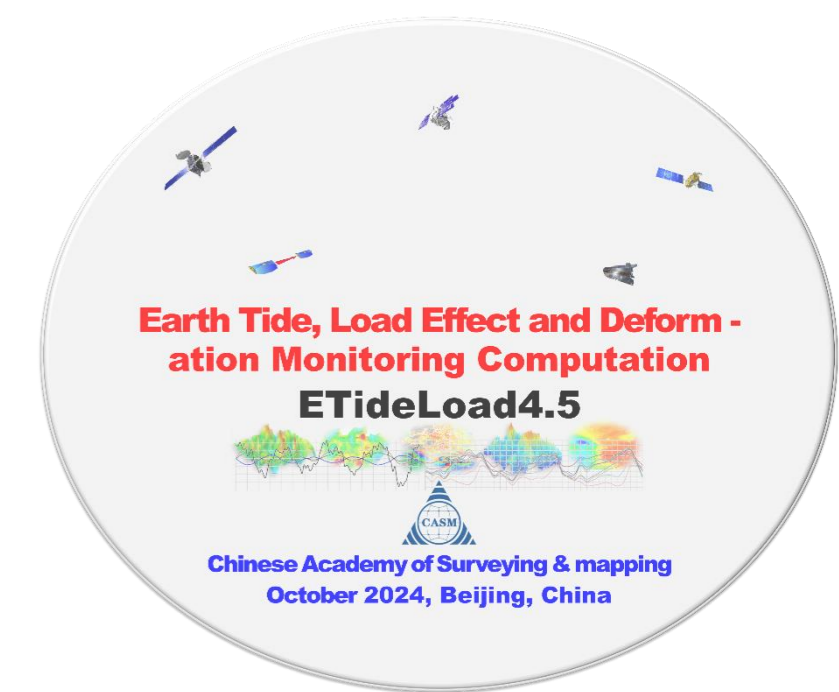 Earth Tide, Load Effect and Deform -
ation Monitoring Computation
ETideLoad4.5
CASM
Chinese Academy of Surveying & mapping
October 2024, Beijing, China